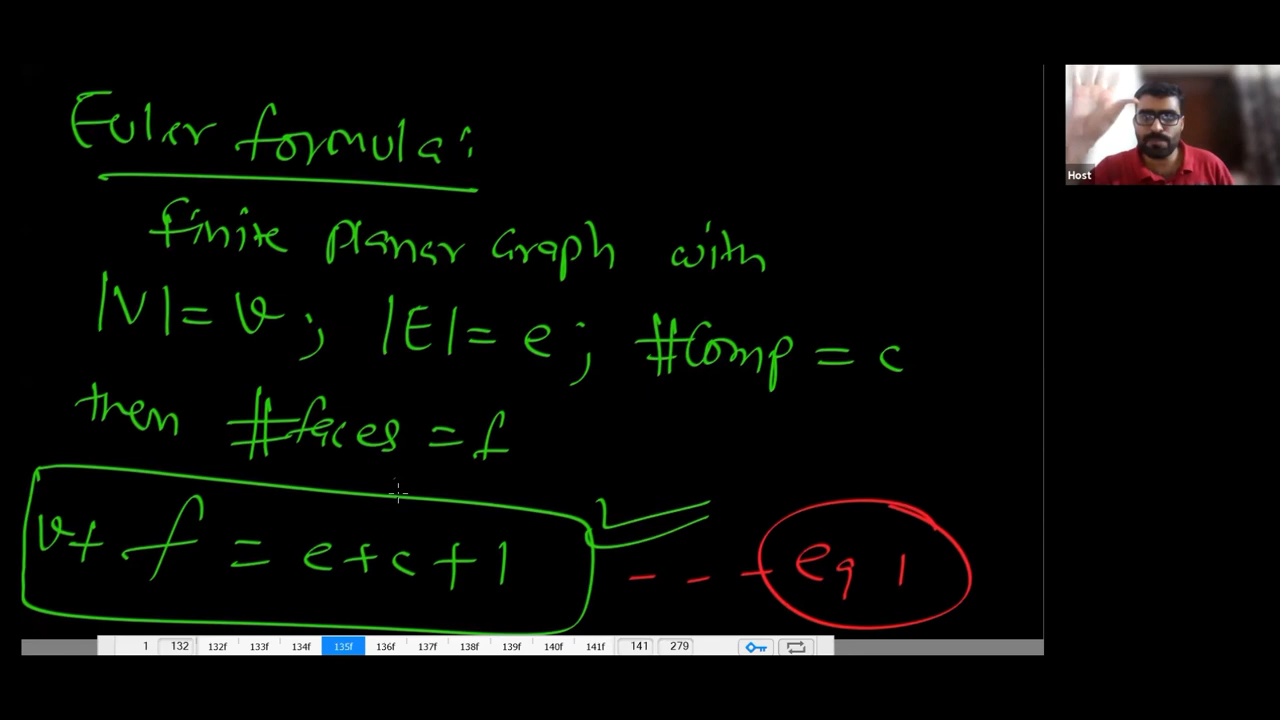 Euler formula:
Host
finite planar Graph with
|V| = v; |E| = e; #Comp = c
then #faces = f
v + f = e + c + 1
--- eq 1
1 132 132f 133f 134f 135f 136f 137f 138f 139f 140f 141f 141 279